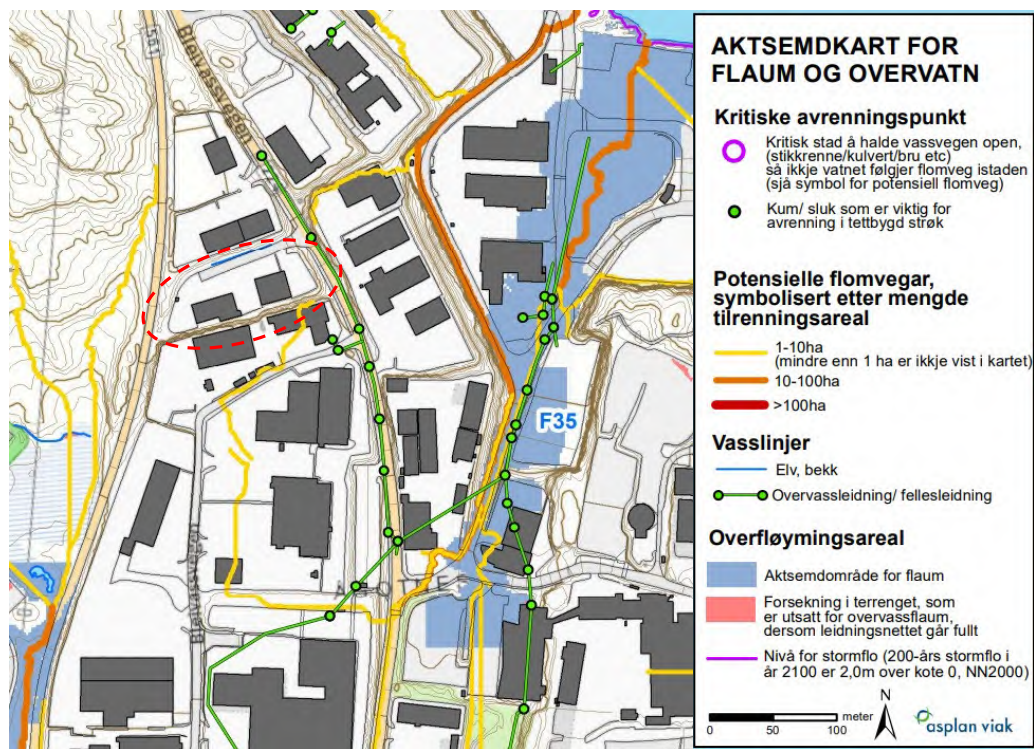 561
Bleivassvegen
F35
AKTSEMDKART FOR
FLAUM OG OVERVATN
Kritiske avrenningspunkt
Kritisk stad å halde vassvegen open,
(stikkrenne/kulvert/bru etc)
så ikkje vatnet følgjer flomveg istaden
(sjå symbol for potensiell flomveg)
Kum/ sluk som er viktig for
avrenning i tettbygd strøk
Potensielle flomvegar,
symbolisert etter mengde
tilrenningsareal
1-10ha
(mindre enn 1 ha er ikkje vist i kartet)
10-100ha
>100ha
Vasslinjer
Elv, bekk
Overvassleidning/ fellesleidning
Overfløymingsareal
Aktsemdområde for flaum
Forsekning i terrenget, som
er utsatt for overvassflaum,
dersom leidningsnettet går fullt
Nivå for stormflo (200-års stormflo i
år 2100 er 2,0m over kote 0, NN2000)
N
meter
0 50 100
asplan viak